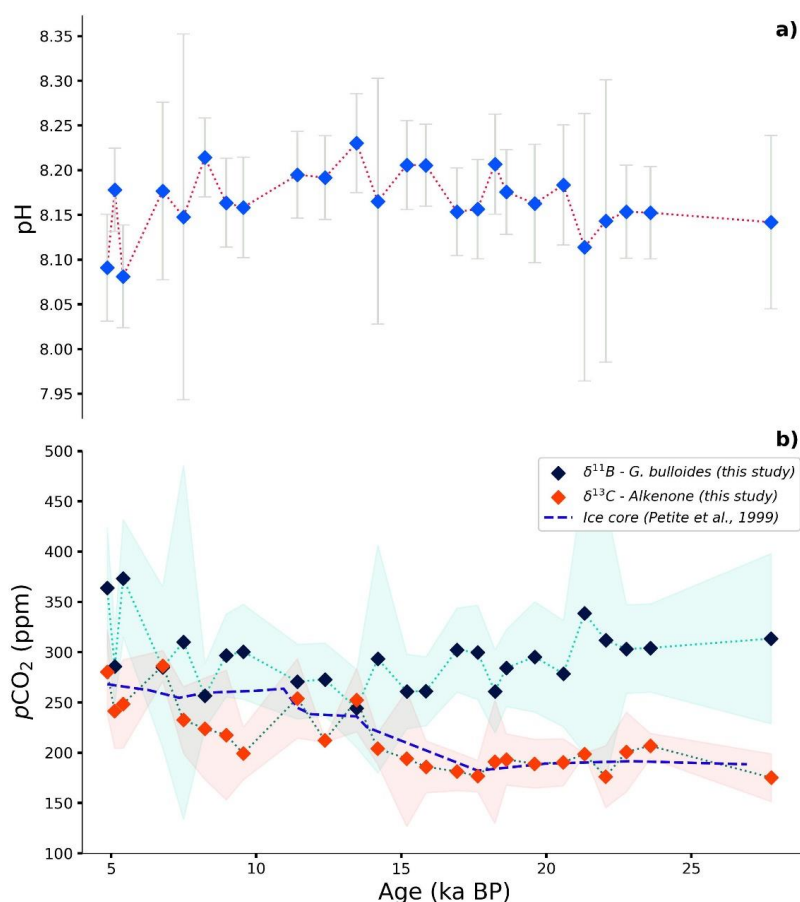 a)
8.35
8.30
8.25
8.20
8.15
8.10
8.05
8.00
7.95
pH
b)
500
450
400
350
300
250
200
150
100
pCO₂ (ppm)
δ¹¹B - G. bulloides (this study)
δ¹³C - Alkenone (this study)
Ice core (Petite et al., 1999)
5 10 15 20 25
Age (ka BP)